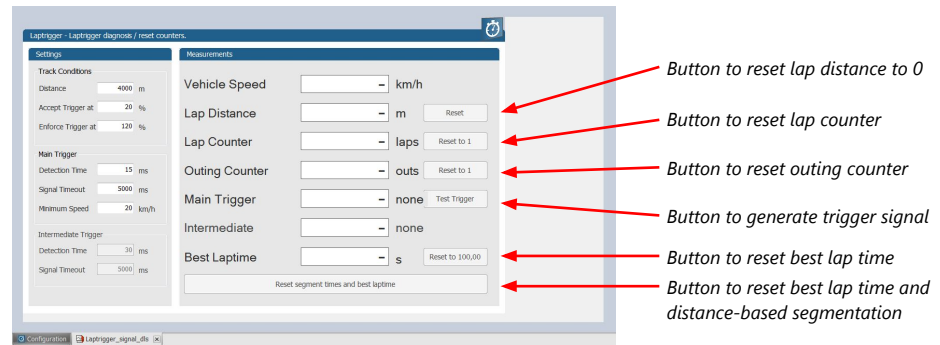 Laptrigger - Laptrigger diagnosis / reset counters.
Settings
Track Conditions
Distance 4000 m
Accept Trigger at 20 %
Enforce Trigger at 120 %
Main Trigger
Detection Time 15 ms
Signal Timeout 5000 ms
Minimum Speed 20 km/h
Intermediate Trigger
Detection Time 30 ms
Signal Timeout 5000 ms
Measurements
Vehicle Speed – km/h
Lap Distance – m Reset
Lap Counter – laps Reset to 1
Outing Counter – outs Reset to 1
Main Trigger – none Test Trigger
Intermediate – none
Best Laptime – s Reset to 100,00
Reset segment times and best laptime
Button to reset lap distance to 0
Button to reset lap counter
Button to reset outing counter
Button to generate trigger signal
Button to reset best lap time
Button to reset best lap time and
distance-based segmentation
Configuration Laptrigger_signal_dls x